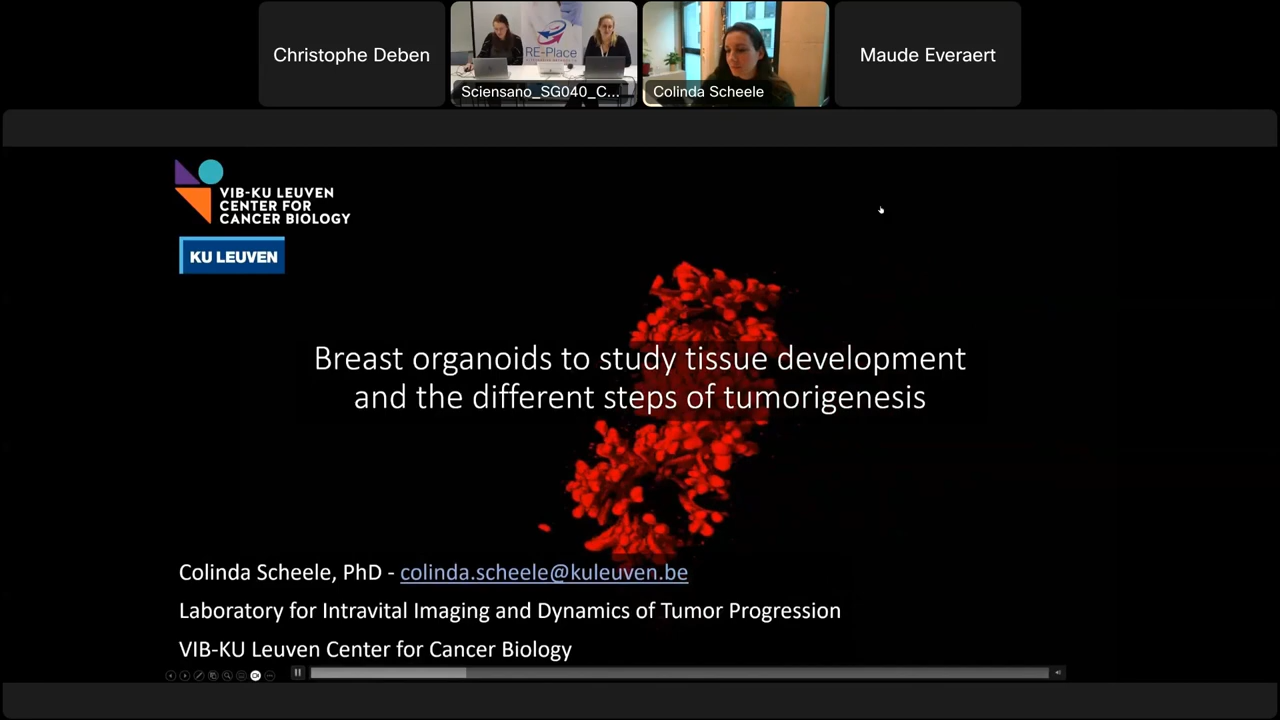 Christophe Deben
RE-Place
Sciensano_SG040_C...
Colinda Scheele
Maude Everaert
VIB-KU LEUVEN
CENTER FOR
CANCER BIOLOGY
KU LEUVEN
Breast organoids to study tissue development
and the different steps of tumorigenesis
Colinda Scheele, PhD - colinda.scheele@kuleuven.be
Laboratory for Intravital Imaging and Dynamics of Tumor Progression
VIB-KU Leuven Center for Cancer Biology